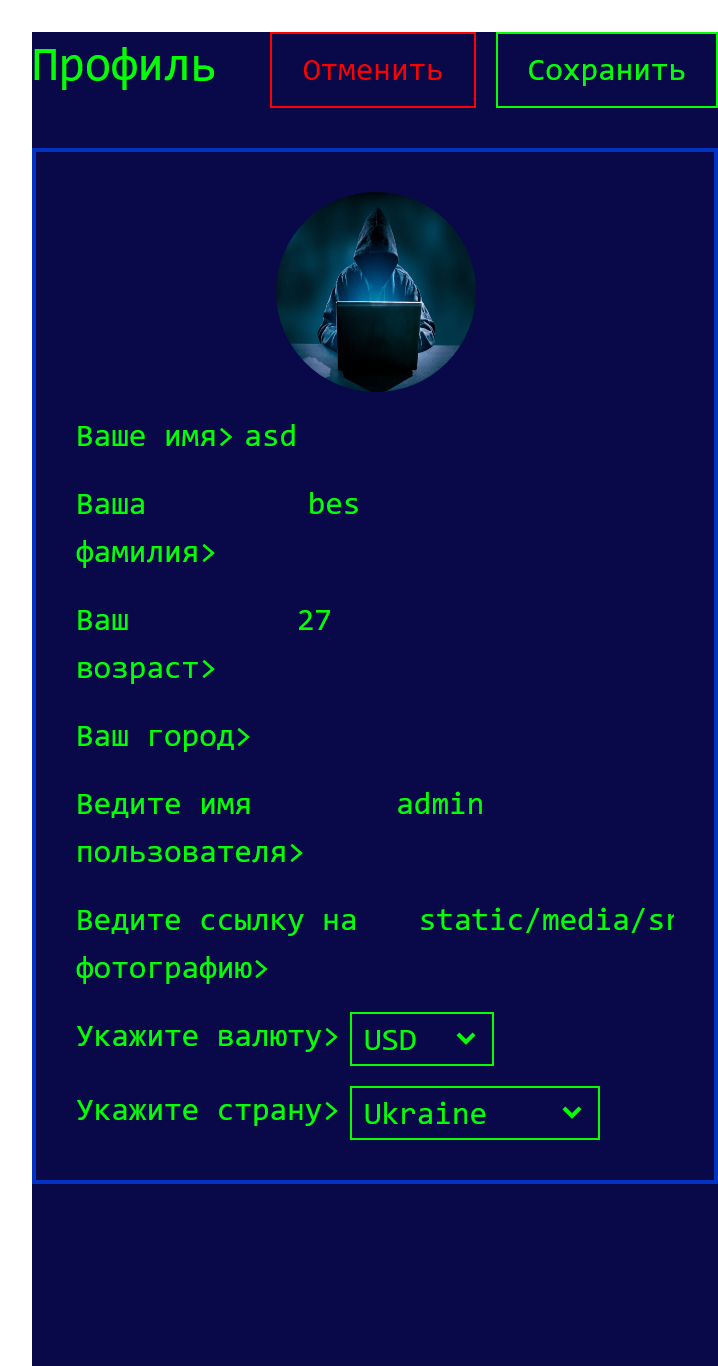 Профиль Отменить Сохранить
Ваше имя> asd
Ваша bes
фамилия>
Ваш 27
возраст>
Ваш город>
Ведите имя admin
пользователя>
Ведите ссылку на static/media/sr
фотографию>
Укажите валюту> USD
Укажите страну> Ukraine